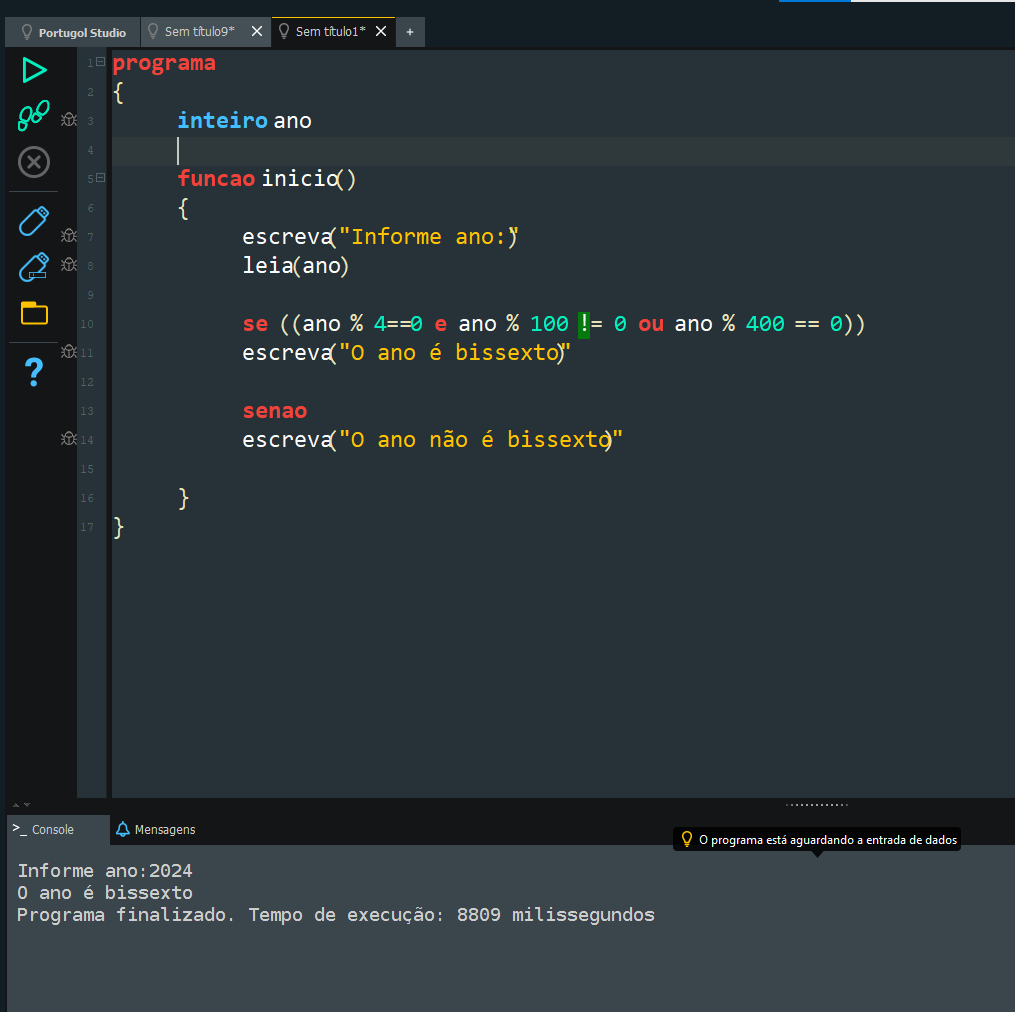 Portugol Studio Sem título9* Sem título1* +
1 programa
2 {
3 inteiro ano
4
5 funcao inicio()
6 {
7 escreva("Informe ano:")
8 leia(ano)
9
10 se ((ano % 4==0 e ano % 100 != 0 ou ano % 400 == 0))
11 escreva("O ano é bissexto")
12
13 senao
14 escreva("O ano não é bissexto")
15
16 }
17 }
?
>_ Console Mensagens
O programa está aguardando a entrada de dados
Informe ano:2024
O ano é bissexto
Programa finalizado. Tempo de execução: 8809 milissegundos